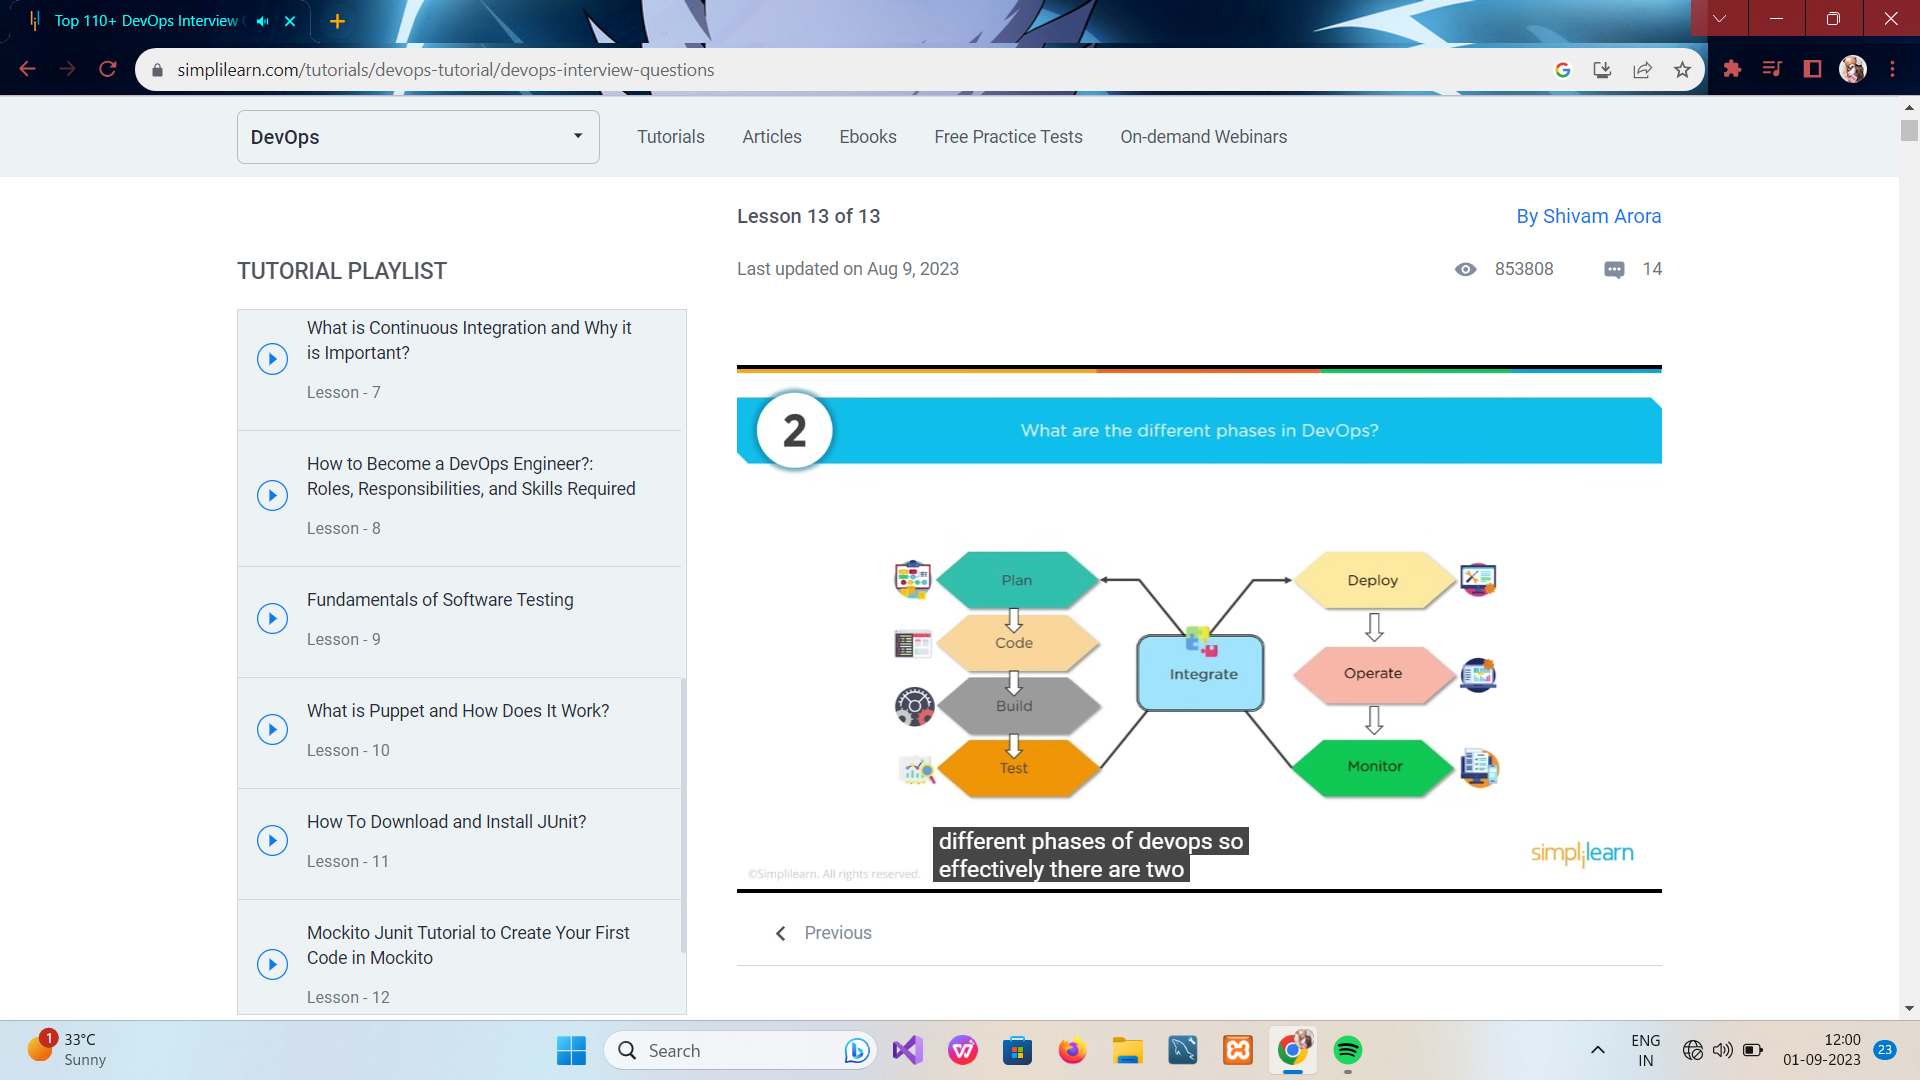 Top 110+ DevOps Interview
simplilearn.com/tutorials/devops-tutorial/devops-interview-questions
DevOps
Tutorials
Articles
Ebooks
Free Practice Tests
On-demand Webinars
Lesson 13 of 13
By Shivam Arora
Last updated on Aug 9, 2023
853808
14
TUTORIAL PLAYLIST
What is Continuous Integration and Why it
is Important?
Lesson - 7
How to Become a DevOps Engineer?:
Roles, Responsibilities, and Skills Required
Lesson - 8
Fundamentals of Software Testing
Lesson - 9
What is Puppet and How Does It Work?
Lesson - 10
How To Download and Install JUnit?
Lesson - 11
Mockito Junit Tutorial to Create Your First
Code in Mockito
Lesson - 12
2
What are the different phases in DevOps?
Plan
Code
Build
Test
Integrate
Deploy
Operate
Monitor
different phases of devops so
effectively there are two
©Simplilearn. All rights reserved.
simplilearn
Previous
1
33°C
Sunny
Search
ENG
IN
12:00
01-09-2023
23